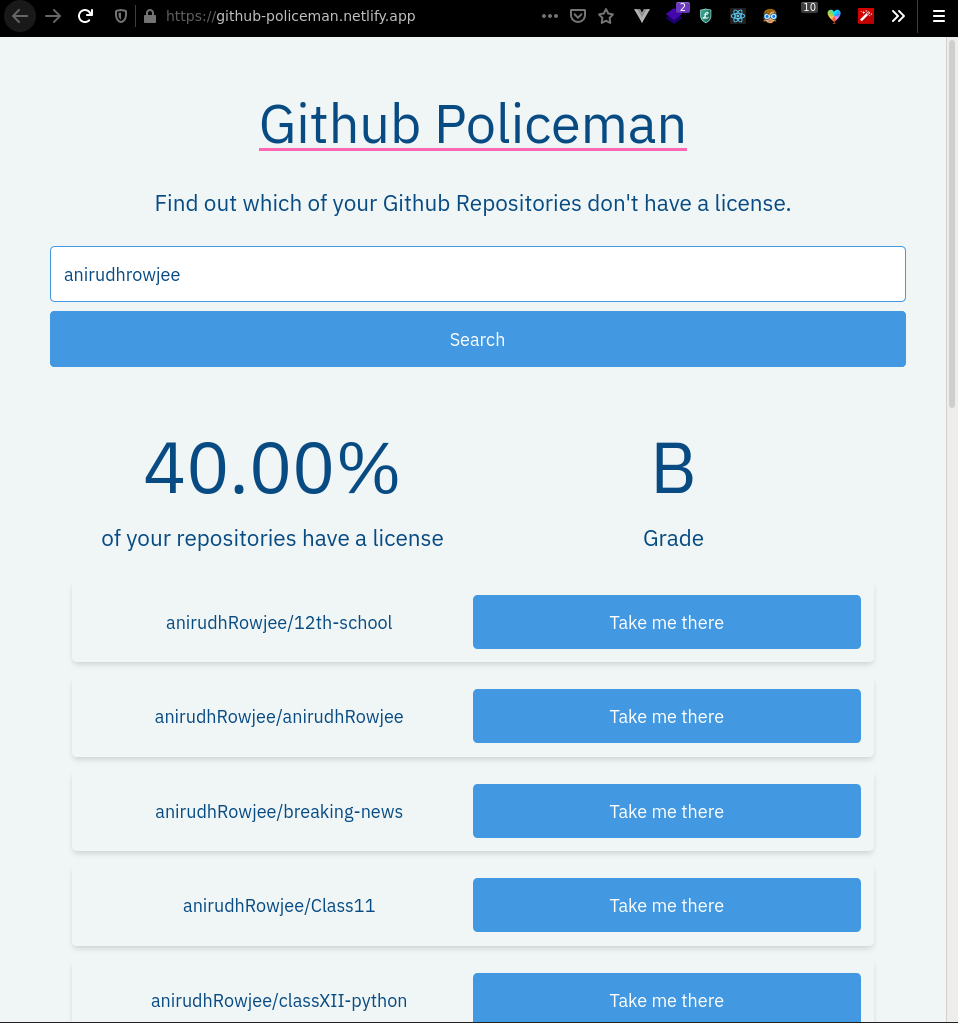 https://github-policeman.netlify.app
2
10
Github Policeman
Find out which of your Github Repositories don't have a license.
anirudhrowjee
Search
40.00%
B
of your repositories have a license
Grade
anirudhRowjee/12th-school
Take me there
anirudhRowjee/anirudhRowjee
Take me there
anirudhRowjee/breaking-news
Take me there
anirudhRowjee/Class11
Take me there
anirudhRowjee/classXII-python
Take me there